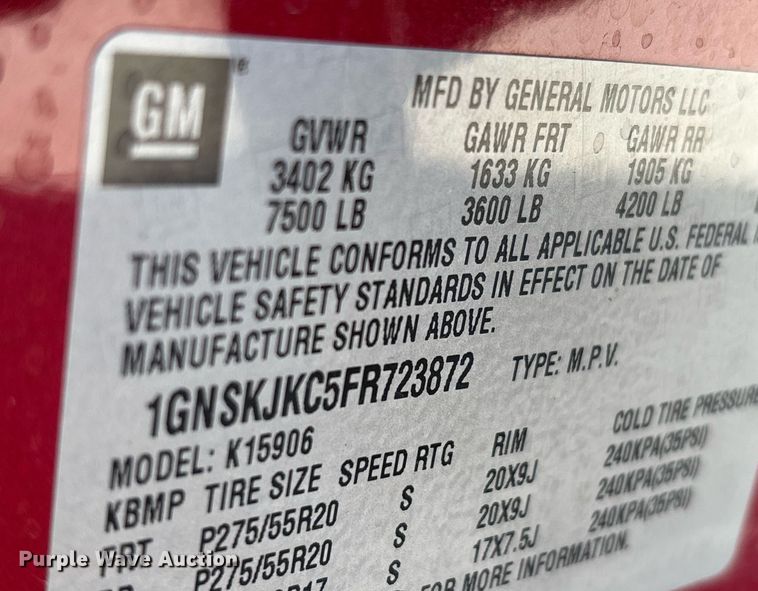 GM
MFD BY GENERAL MOTORS LLC
GVWR GAWR FRT GAWR RR
3402 KG 1633 KG 1905 KG
7500 LB 3600 LB 4200 LB
THIS VEHICLE CONFORMS TO ALL APPLICABLE U.S. FEDERAL
VEHICLE SAFETY STANDARDS IN EFFECT ON THE DATE OF
MANUFACTURE SHOWN ABOVE.
1GNSKJKC5FR723872 TYPE: M.P.V.
MODEL: K15906
KBMP TIRE SIZE SPEED RTG RIM COLD TIRE PRESSURE
FRT P275/55R20 S 20X9J 240KPA(35PSI)
P275/55R20 S 20X9J 240KPA(35PSI)
S 17X7.5J 240KPA(35PSI)
FOR MORE INFORMATION.
Purple Wave Auction